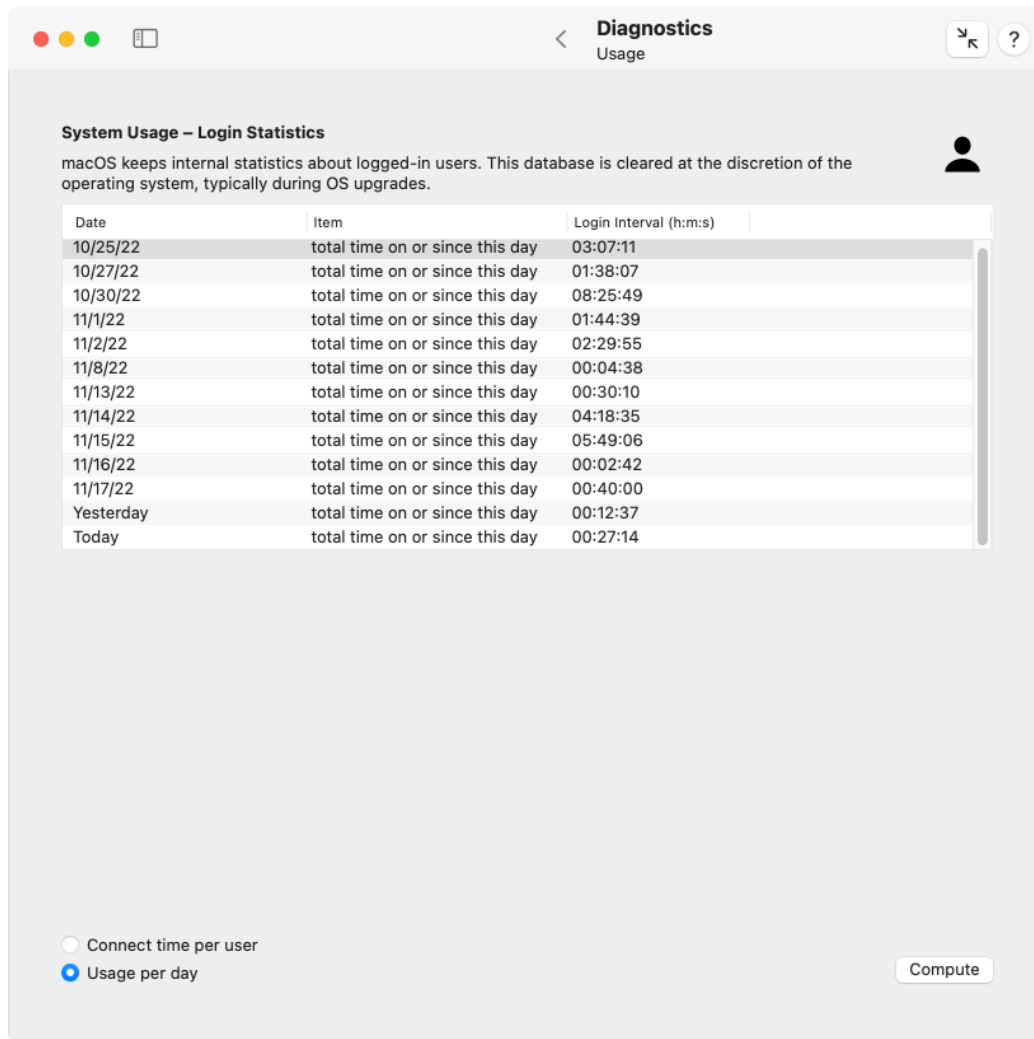 Diagnostics
Usage
?
System Usage – Login Statistics
macOS keeps internal statistics about logged-in users. This database is cleared at the discretion of the
operating system, typically during OS upgrades.
Date Item Login Interval (h:m:s)
10/25/22 total time on or since this day 03:07:11
10/27/22 total time on or since this day 01:38:07
10/30/22 total time on or since this day 08:25:49
11/1/22 total time on or since this day 01:44:39
11/2/22 total time on or since this day 02:29:55
11/8/22 total time on or since this day 00:04:38
11/13/22 total time on or since this day 00:30:10
11/14/22 total time on or since this day 04:18:35
11/15/22 total time on or since this day 05:49:06
11/16/22 total time on or since this day 00:02:42
11/17/22 total time on or since this day 00:40:00
Yesterday total time on or since this day 00:12:37
Today total time on or since this day 00:27:14
Connect time per user
Usage per day
Compute